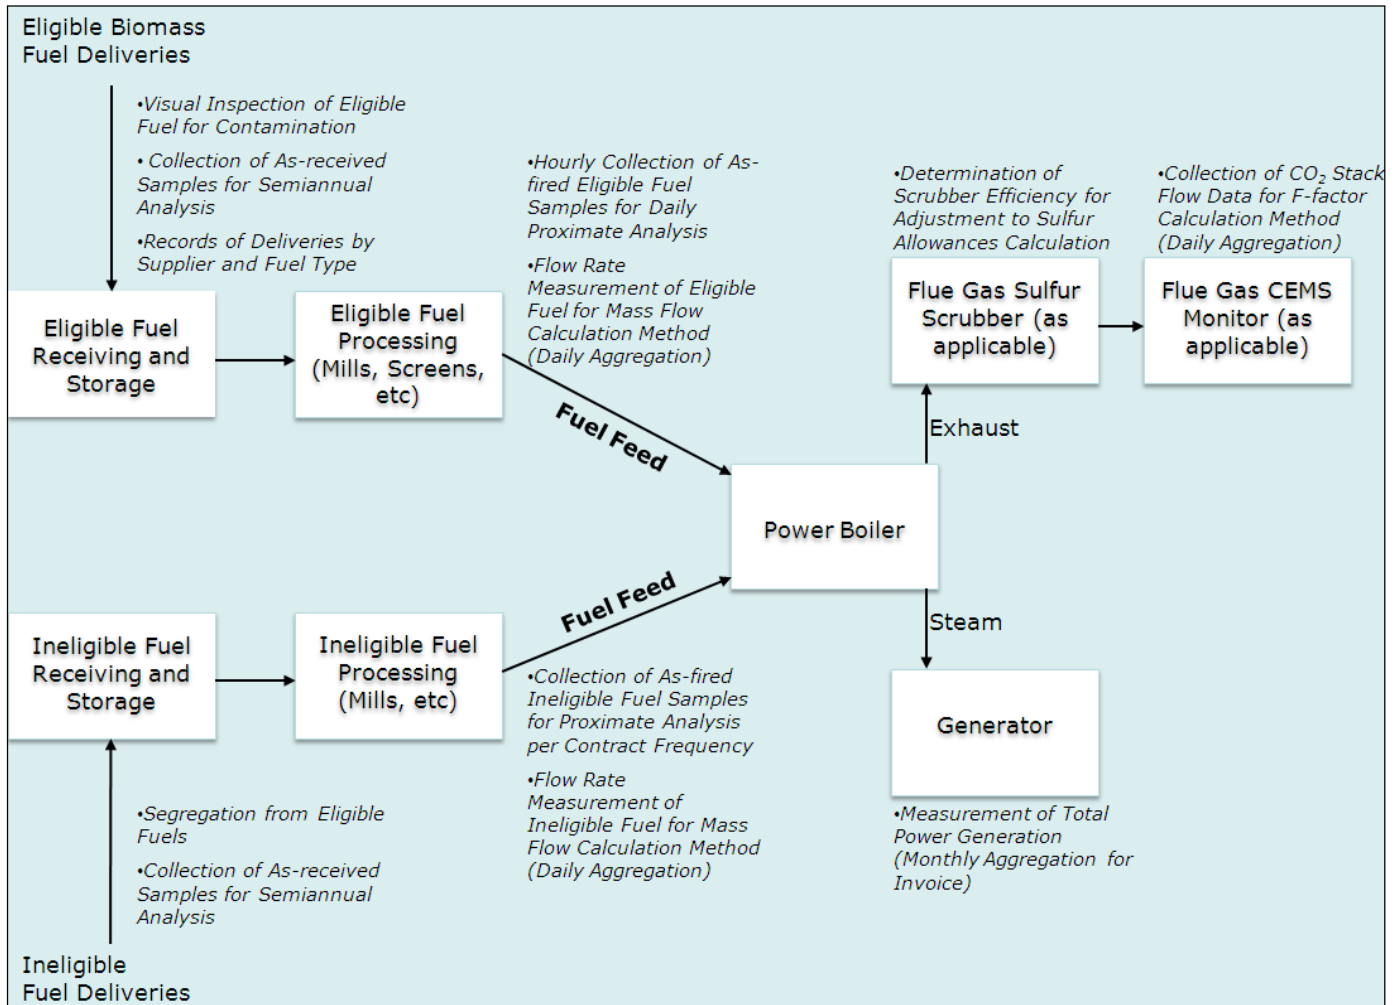 Eligible Biomass
Fuel Deliveries
•Visual Inspection of Eligible
Fuel for Contamination
• Collection of As-received
Samples for Semiannual
Analysis
•Records of Deliveries by
Supplier and Fuel Type
•Hourly Collection of As-
fired Eligible Fuel
Samples for Daily
Proximate Analysis
•Flow Rate
Measurement of Eligible
Fuel for Mass Flow
Calculation Method
(Daily Aggregation)
•Determination of
Scrubber Efficiency for
Adjustment to Sulfur
Allowances Calculation
•Collection of CO2 Stack
Flow Data for F-factor
Calculation Method
(Daily Aggregation)
Eligible Fuel
Receiving and
Storage
Eligible Fuel
Processing
(Mills, Screens,
etc)
Flue Gas Sulfur
Scrubber (as
applicable)
Flue Gas CEMS
Monitor (as
applicable)
Fuel Feed
Exhaust
Power Boiler
Fuel Feed
Steam
Ineligible Fuel
Receiving and
Storage
Ineligible Fuel
Processing
(Mills, etc)
•Collection of As-fired
Ineligible Fuel Samples
for Proximate Analysis
per Contract Frequency
•Flow Rate
Measurement of
Ineligible Fuel for Mass
Flow Calculation Method
(Daily Aggregation)
Generator
•Measurement of Total
Power Generation
(Monthly Aggregation for
Invoice)
•Segregation from Eligible
Fuels
•Collection of As-received
Samples for Semiannual
Analysis
Ineligible
Fuel Deliveries